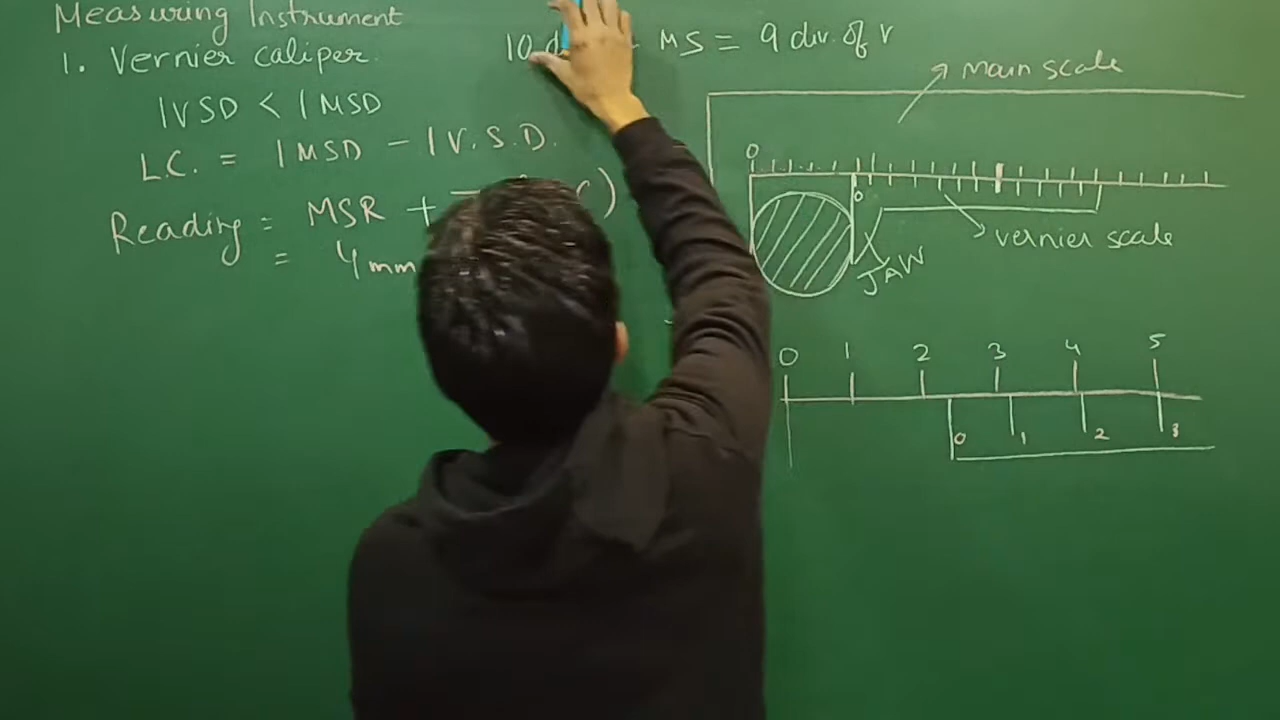 Measuring Instrument
1. Vernier caliper.
1VSD < 1MSD
L.C. = 1MSD - 1V.S.D.
Reading = MSR +
= 4mm
10 MS = 9 div. of V
main scale
0
0
vernier scale
JAW
0 1 2 3 4 5
0 1 2 3